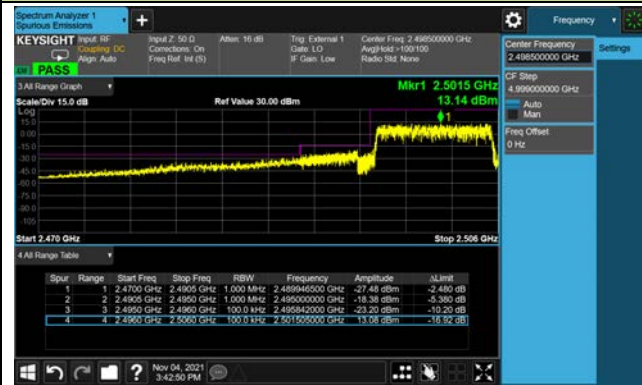 Spectrum Analyzer 1
Spurious Emissions
Frequency
KEYSIGHT
Input: RF
Coupling: DC
Align: Auto
Input Z: 50 Ω
Corrections: On
Freq Ref: Int (S)
Atten: 16 dB
Trig: External 1
Gate: LO
IF Gain: Low
Center Freq: 2.498500000 GHz
Avg|Hold:>100/100
Radio Std: None
PASS
3 All Range Graph
Mkr1 2.5015 GHz
Scale/Div 15.0 dB
Ref Value 30.00 dBm
13.14 dBm
Log
15.0
0.00
-15.0
-30.0
-45.0
-60.0
-75.0
-90.0
-105
1
Start 2.470 GHz
Stop 2.506 GHz
4 All Range Table
Spur Range Start Freq Stop Freq RBW Frequency Amplitude ΔLimit
1 1 2.4700 GHz 2.4905 GHz 1.000 MHz 2.489946500 GHz -27.48 dBm -2.480 dB
2 2 2.4905 GHz 2.4950 GHz 1.000 MHz 2.495000000 GHz -18.38 dBm -5.380 dB
3 3 2.4950 GHz 2.4960 GHz 100.0 kHz 2.495842000 GHz -23.20 dBm -10.20 dB
4 4 2.4960 GHz 2.5060 GHz 100.0 kHz 2.501505000 GHz 13.08 dBm -16.92 dB
Center Frequency
2.498500000 GHz
Settings
CF Step
4.999000000 GHz
Auto
Man
Freq Offset
0 Hz
?
Nov 04, 2021
3:42:50 PM